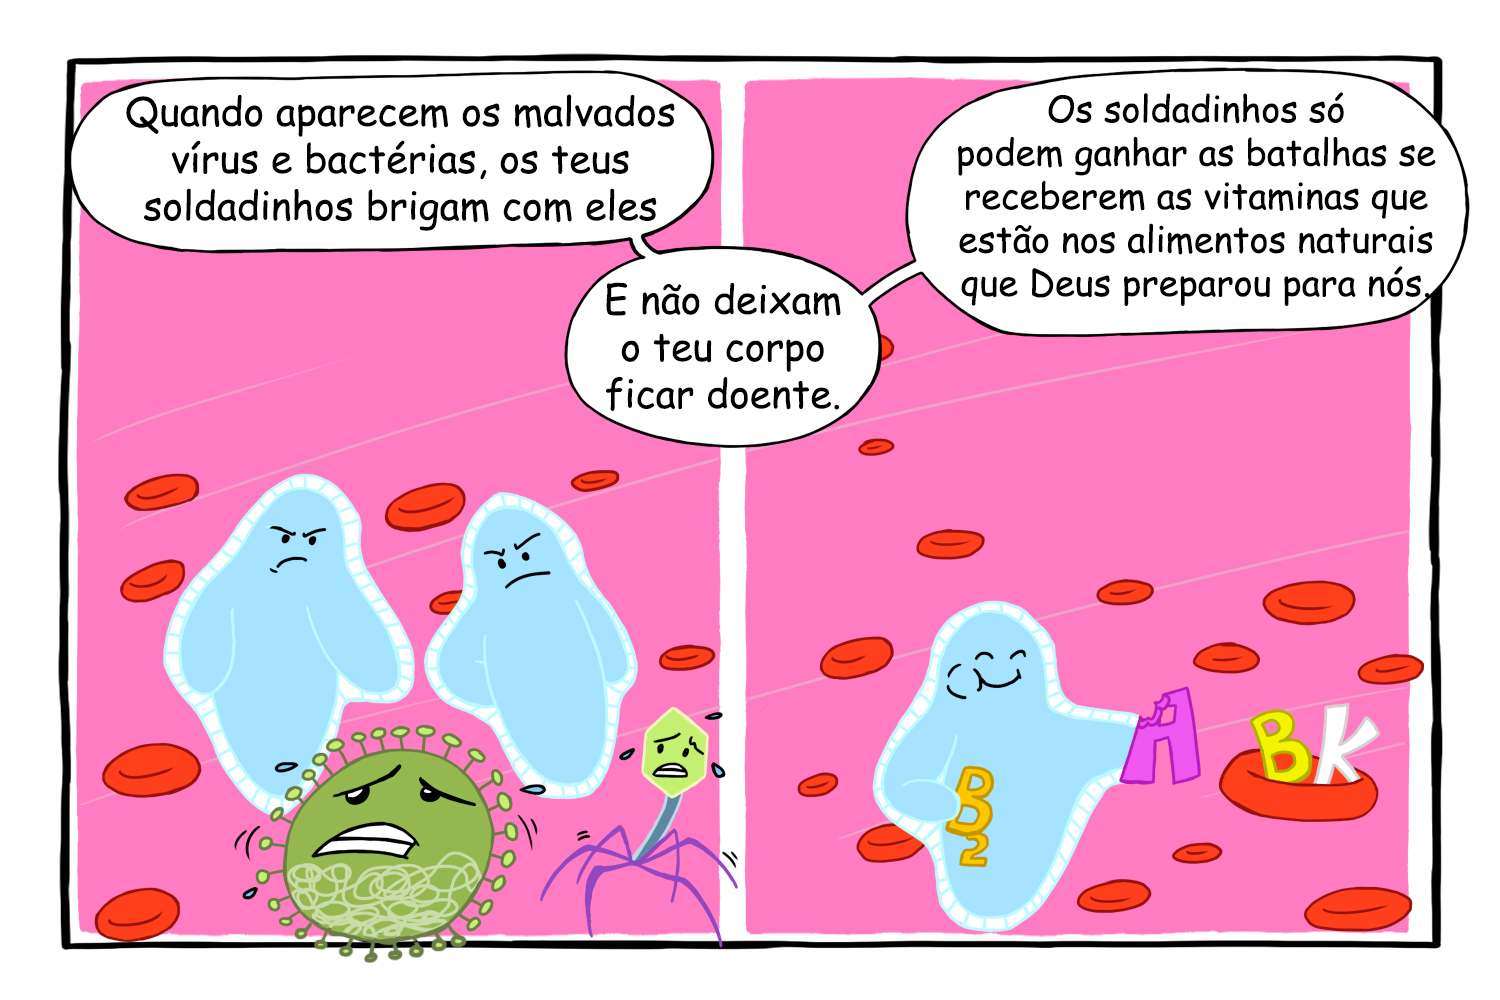 Quando aparecem os malvados
vírus e bactérias, os teus
soldadinhos brigam com eles
E não deixam
o teu corpo
ficar doente.
Os soldadinhos só
podem ganhar as batalhas se
receberem as vitaminas que
estão nos alimentos naturais
que Deus preparou para nós.
A
B K
B
2